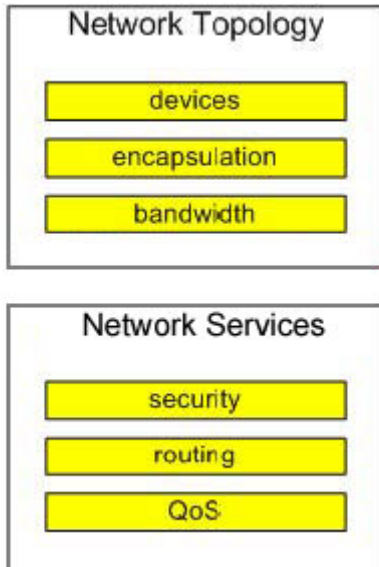 Network Topology
devices
encapsulation
bandwidth
Network Services
security
routing
QoS